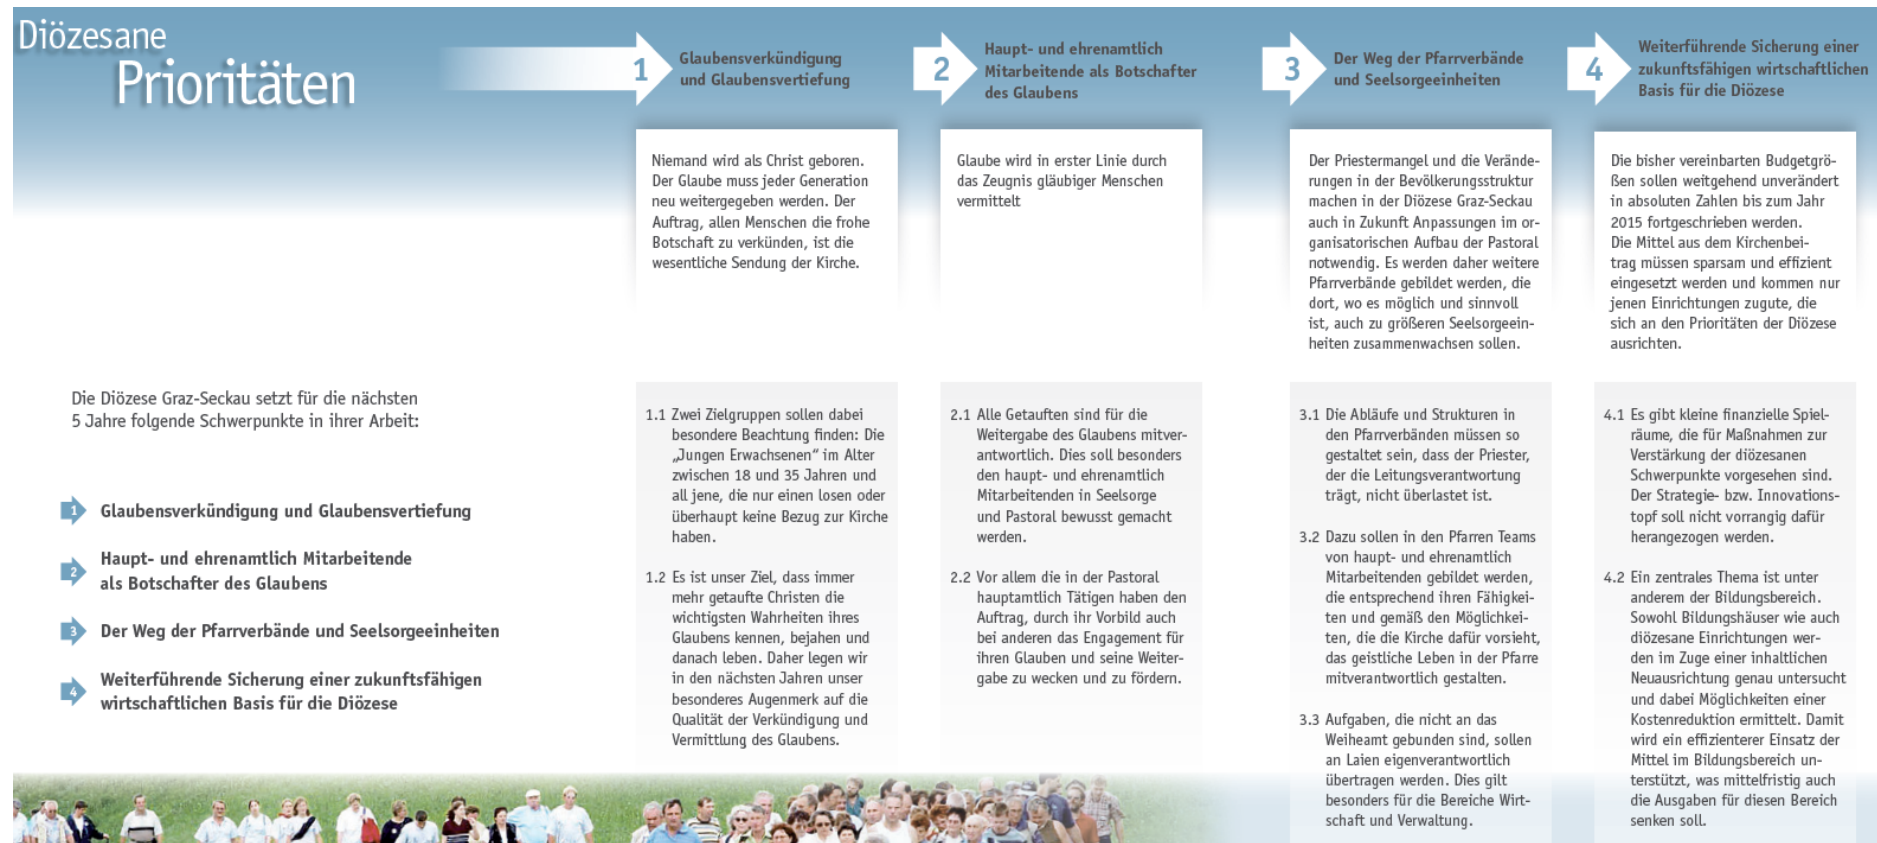 Diözesane
Prioritäten
Die Diözese Graz-Seckau setzt für die nächsten
5 Jahre folgende Schwerpunkte in ihrer Arbeit:
1 Glaubensverkündigung und Glaubensvertiefung
2 Haupt- und ehrenamtlich Mitarbeitende
als Botschafter des Glaubens
3 Der Weg der Pfarrverbände und Seelsorgeeinheiten
4 Weiterführende Sicherung einer zukunftsfähigen
wirtschaftlichen Basis für die Diözese
1 Glaubensverkündigung
und Glaubensvertiefung
Niemand wird als Christ geboren.
Der Glaube muss jeder Generation
neu weitergegeben werden. Der
Auftrag, allen Menschen die frohe
Botschaft zu verkünden, ist die
wesentliche Sendung der Kirche.
1.1 Zwei Zielgruppen sollen dabei
besondere Beachtung finden: Die
„Jungen Erwachsenen“ im Alter
zwischen 18 und 35 Jahren und
all jene, die nur einen losen oder
überhaupt keine Bezug zur Kirche
haben.
1.2 Es ist unser Ziel, dass immer
mehr getaufte Christen die
wichtigsten Wahrheiten ihres
Glaubens kennen, bejahen und
danach leben. Daher legen wir
in den nächsten Jahren unser
besonderes Augenmerk auf die
Qualität der Verkündigung und
Vermittlung des Glaubens.
2 Haupt- und ehrenamtlich
Mitarbeitende als Botschafter
des Glaubens
Glaube wird in erster Linie durch
das Zeugnis gläubiger Menschen
vermittelt
2.1 Alle Getauften sind für die
Weitergabe des Glaubens mitver-
antwortlich. Dies soll besonders
den haupt- und ehrenamtlich
Mitarbeitenden in Seelsorge
und Pastoral bewusst gemacht
werden.
2.2 Vor allem die in der Pastoral
hauptamtlich Tätigen haben den
Auftrag, durch ihr Vorbild auch
bei anderen das Engagement für
ihren Glauben und seine Weiter-
gabe zu wecken und zu fördern.
3 Der Weg der Pfarrverbände
und Seelsorgeeinheiten
Der Priestermangel und die Verände-
rungen in der Bevölkerungsstruktur
machen in der Diözese Graz-Seckau
auch in Zukunft Anpassungen im or-
ganisatorischen Aufbau der Pastoral
notwendig. Es werden daher weitere
Pfarrverbände gebildet werden, die
dort, wo es möglich und sinnvoll
ist, auch zu größeren Seelsorgeein-
heiten zusammenwachsen sollen.
3.1 Die Abläufe und Strukturen in
den Pfarrverbänden müssen so
gestaltet sein, dass der Priester,
der die Leitungsverantwortung
trägt, nicht überlastet ist.
3.2 Dazu sollen in den Pfarren Teams
von haupt- und ehrenamtlich
Mitarbeitenden gebildet werden,
die entsprechend ihren Fähigkei-
ten und gemäß den Möglichkei-
ten, die die Kirche dafür vorsieht,
das geistliche Leben in der Pfarre
mitverantwortlich gestalten.
3.3 Aufgaben, die nicht an das
Weiheamt gebunden sind, sollen
an Laien eigenverantwortlich
übertragen werden. Dies gilt
besonders für die Bereiche Wirt-
schaft und Verwaltung.
4 Weiterführende Sicherung einer
zukunftsfähigen wirtschaftlichen
Basis für die Diözese
Die bisher vereinbarten Budgetgrö-
ßen sollen weitgehend unverändert
in absoluten Zahlen bis zum Jahr
2015 fortgeschrieben werden.
Die Mittel aus dem Kirchenbei-
trag müssen sparsam und effizient
eingesetzt werden und kommen nur
jenen Einrichtungen zugute, die
sich an den Prioritäten der Diözese
ausrichten.
4.1 Es gibt kleine finanzielle Spiel-
räume, die für Maßnahmen zur
Verstärkung der diözesanen
Schwerpunkte vorgesehen sind.
Der Strategie- bzw. Innovations-
topf soll nicht vorrangig dafür
herangezogen werden.
4.2 Ein zentrales Thema ist unter
anderem der Bildungsbereich.
Sowohl Bildungshäuser wie auch
diözesane Einrichtungen wer-
den im Zuge einer inhaltlichen
Neuausrichtung genau untersucht
und dabei Möglichkeiten einer
Kostenreduktion ermittelt. Damit
wird ein effizienterer Einsatz der
Mittel im Bildungsbereich un-
terstützt, was mittelfristig auch
die Ausgaben für diesen Bereich
senken soll.